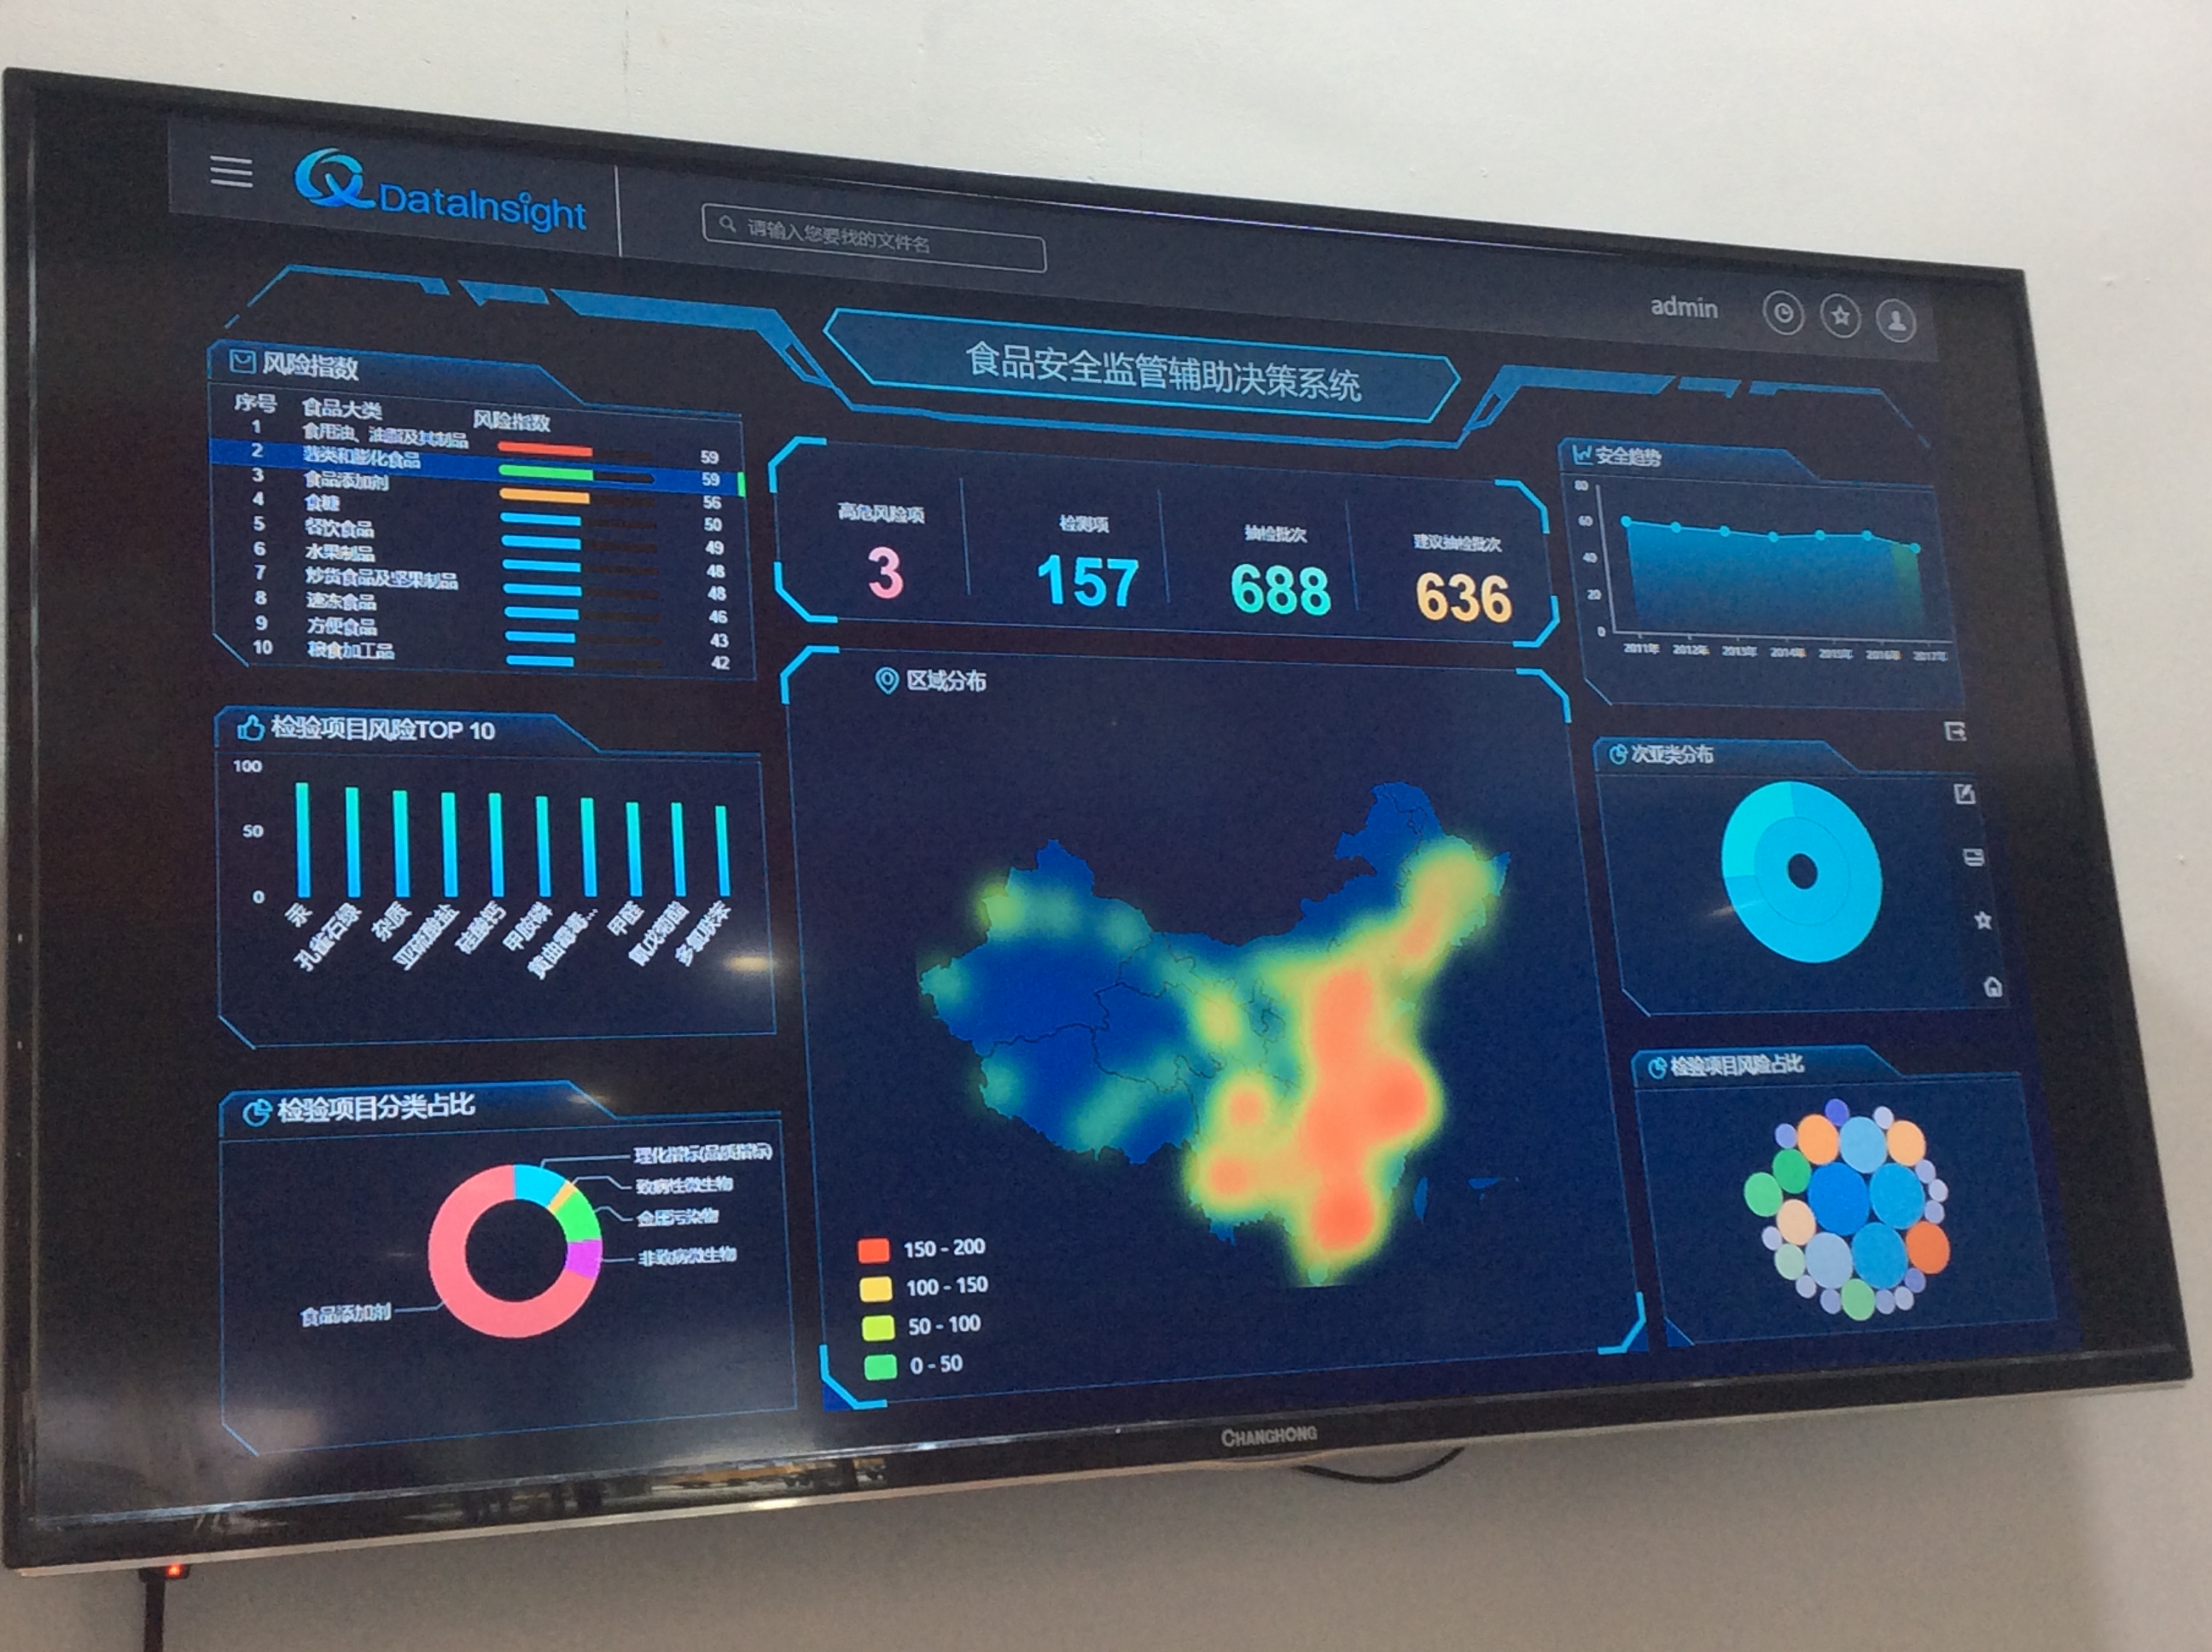 DataInsight
请输入您要找的文件名
admin
食品安全监管辅助决策系统
风险指数
序号 食品大类 风险指数
1 食用油、油脂及其制品 59
2 薯类和膨化食品 59
3 食品添加剂 56
4 食糖 50
5 餐饮食品 49
6 水果制品 48
7 炒货食品及坚果制品 48
8 速冻食品 46
9 方便食品 43
10 粮食加工品 42
高危风险项
3
检测项
157
抽检批次
688
建议抽检批次
636
安全趋势
80
60
40
20
0
2011年 2012年 2013年 2014年 2015年 2016年 2017年
检验项目风险TOP 10
100
50
0
汞 孔雀石绿 杂质 亚硫酸盐 硅酸钙 甲胺磷 黄曲霉毒... 甲醛 氟戊菊酯 多氯联苯
区域分布
150 - 200
100 - 150
50 - 100
0 - 50
次亚类分布
检验项目分类占比
理化指标(品质指标)
致病性微生物
金属污染物
非致病微生物
食品添加剂
检验项目风险占比
CHANGHONG